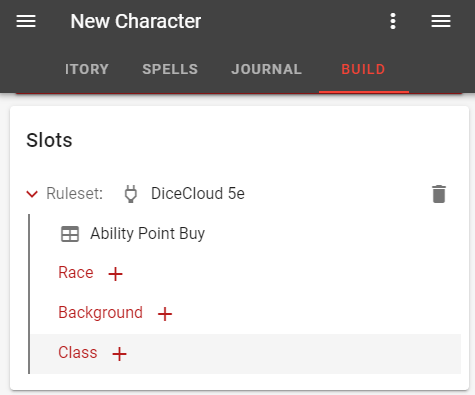 New Character
ITORY SPELLS JOURNAL BUILD
Slots
Ruleset: DiceCloud 5e
Ability Point Buy
Race +
Background +
Class +